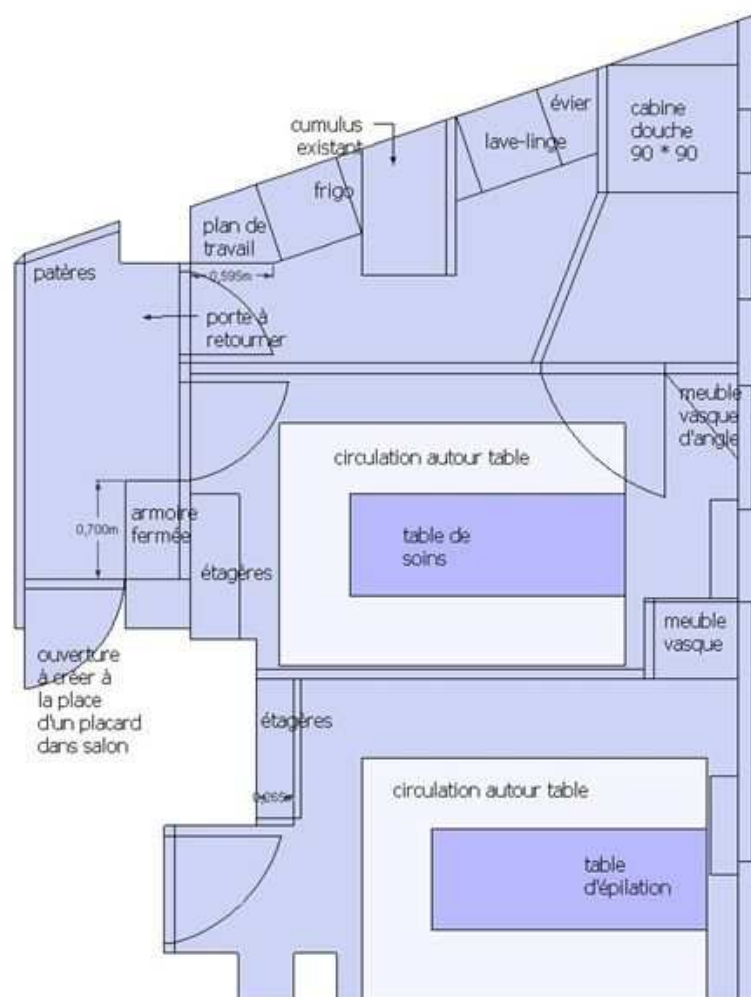 évier
cabine
douche
90 * 90
cumulus
existant
lave-linge
frigo
plan de
travail
0,595m
patères
porte à
retourner
meuble
vasque
d'angle
circulation autour table
0,700m
armoire
fermée
table de
soins
étagères
meuble
vasque
ouverture
à créer à
la place
d'un placard
dans salon
étagères
circulation autour table
table
d'épilation